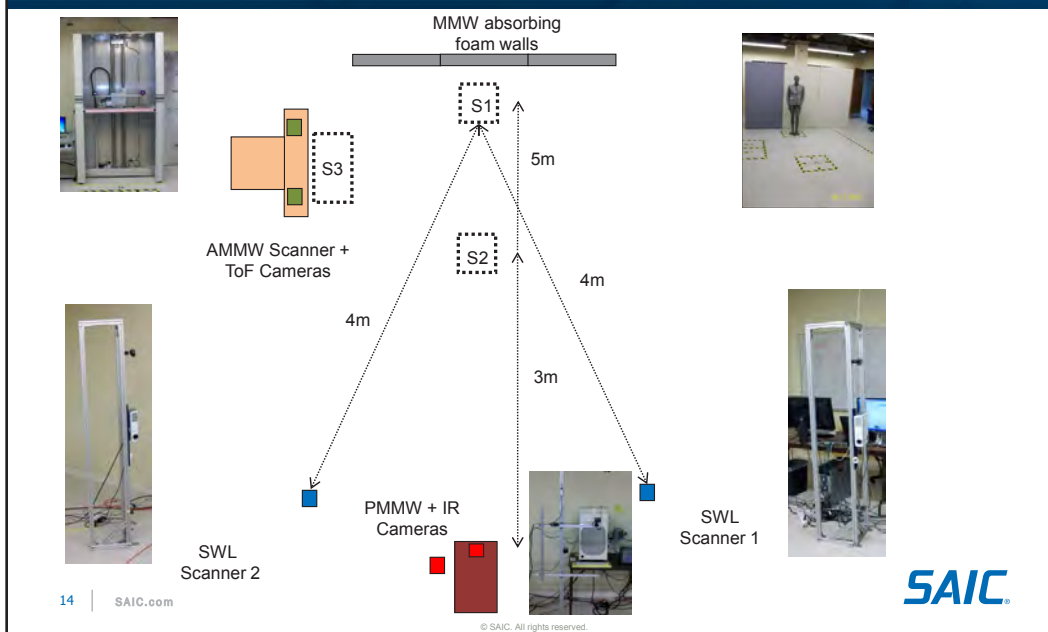 MMW absorbing
foam walls
S1
5m
S3
AMMW Scanner +
ToF Cameras
S2
4m
4m
3m
PMMW + IR
Cameras
SWL
Scanner 1
SWL
Scanner 2
14 | SAIC.com
SAIC®
© SAIC. All rights reserved.